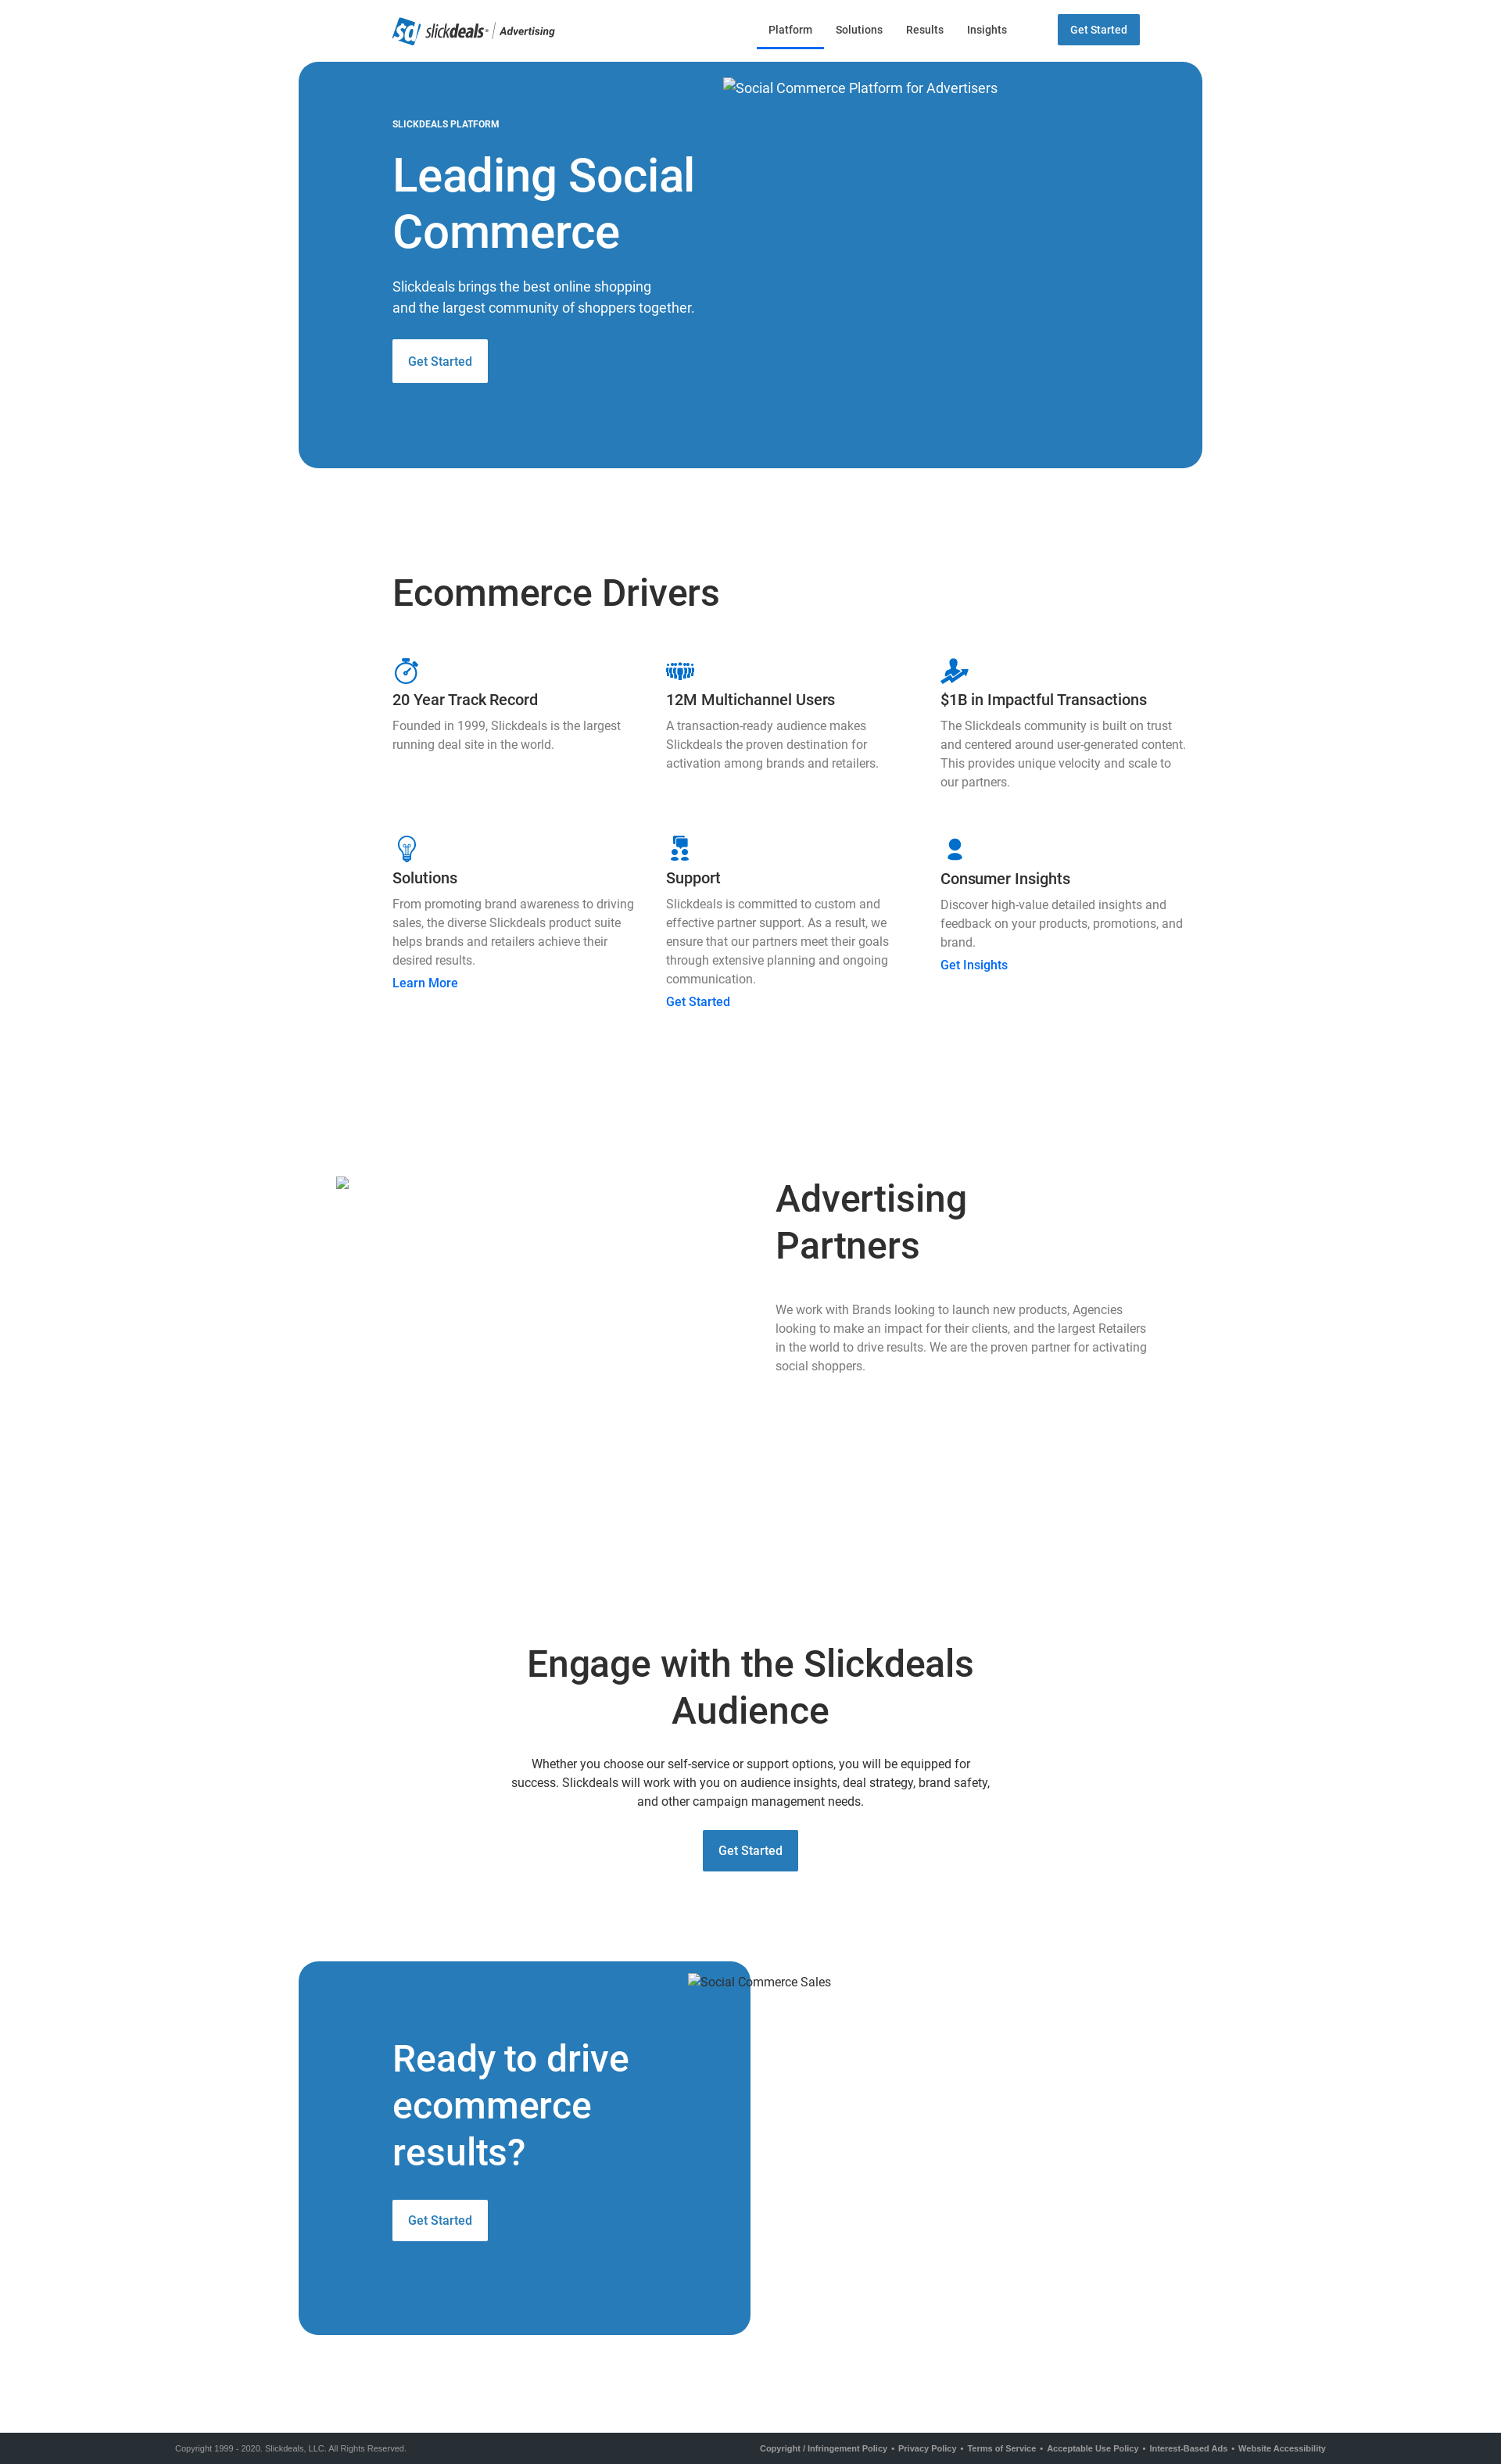 sd slickdeals® Advertising
Platform Solutions Results Insights Get Started
Social Commerce Platform for Advertisers
SLICKDEALS PLATFORM
Leading Social
Commerce
Slickdeals brings the best online shopping
and the largest community of shoppers together.
Get Started
Ecommerce Drivers
20 Year Track Record
Founded in 1999, Slickdeals is the largest
running deal site in the world.
12M Multichannel Users
A transaction-ready audience makes
Slickdeals the proven destination for
activation among brands and retailers.
$1B in Impactful Transactions
The Slickdeals community is built on trust
and centered around user-generated content.
This provides unique velocity and scale to
our partners.
Solutions
From promoting brand awareness to driving
sales, the diverse Slickdeals product suite
helps brands and retailers achieve their
desired results.
Learn More
Support
Slickdeals is committed to custom and
effective partner support. As a result, we
ensure that our partners meet their goals
through extensive planning and ongoing
communication.
Get Started
Consumer Insights
Discover high-value detailed insights and
feedback on your products, promotions, and
brand.
Get Insights
Advertising
Partners
We work with Brands looking to launch new products, Agencies
looking to make an impact for their clients, and the largest Retailers
in the world to drive results. We are the proven partner for activating
social shoppers.
Engage with the Slickdeals
Audience
Whether you choose our self-service or support options, you will be equipped for
success. Slickdeals will work with you on audience insights, deal strategy, brand safety,
and other campaign management needs.
Get Started
Social Commerce Sales
Ready to drive
ecommerce
results?
Get Started
Copyright 1999 - 2020. Slickdeals, LLC. All Rights Reserved.
Copyright / Infringement Policy • Privacy Policy • Terms of Service • Acceptable Use Policy • Interest-Based Ads • Website Accessibility